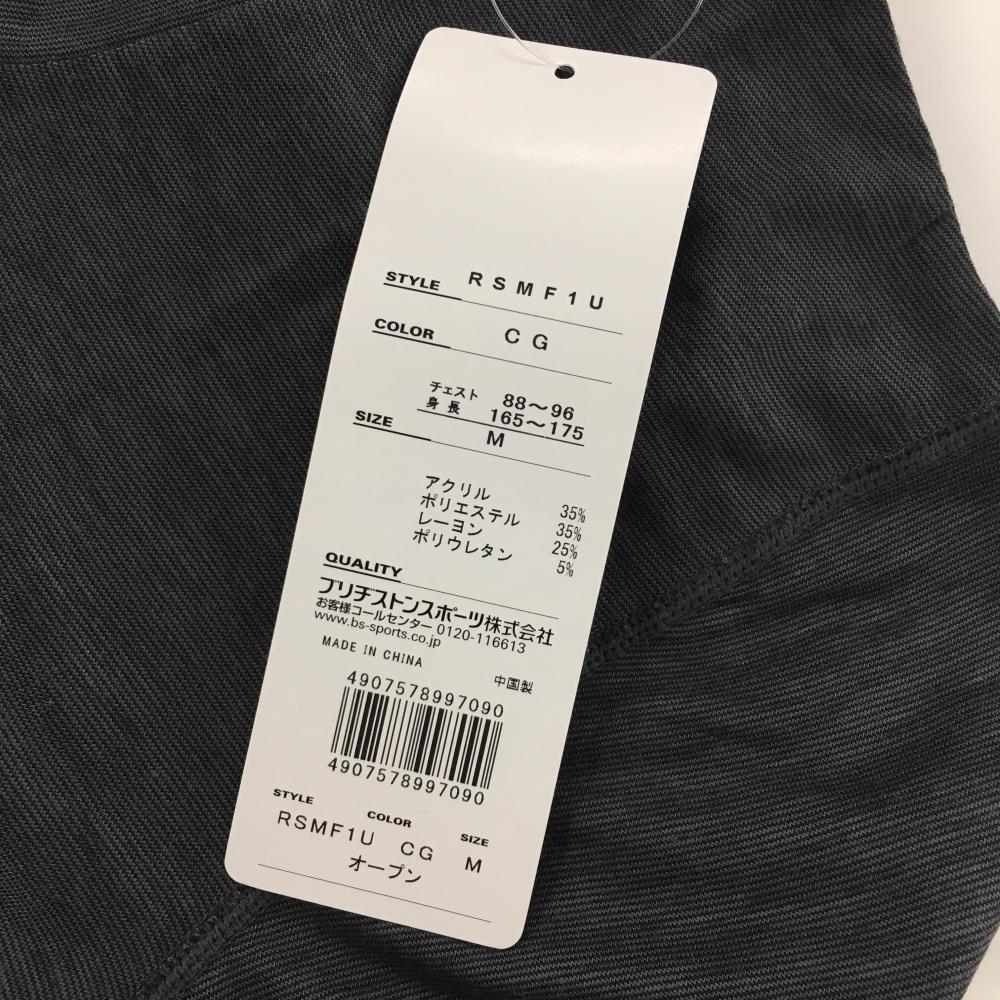 STYLE RSMF1U
COLOR CG
チェスト 88～96
身長 165～175
SIZE M
アクリル 35%
ポリエステル 35%
レーヨン 25%
ポリウレタン 5%
QUALITY
ブリヂストンスポーツ株式会社
お客様コールセンター 0120-116613
www.bs-sports.co.jp
MADE IN CHINA 中国製
4907578997090
4907578997090
STYLE COLOR SIZE
RSMF1U CG M
オープン